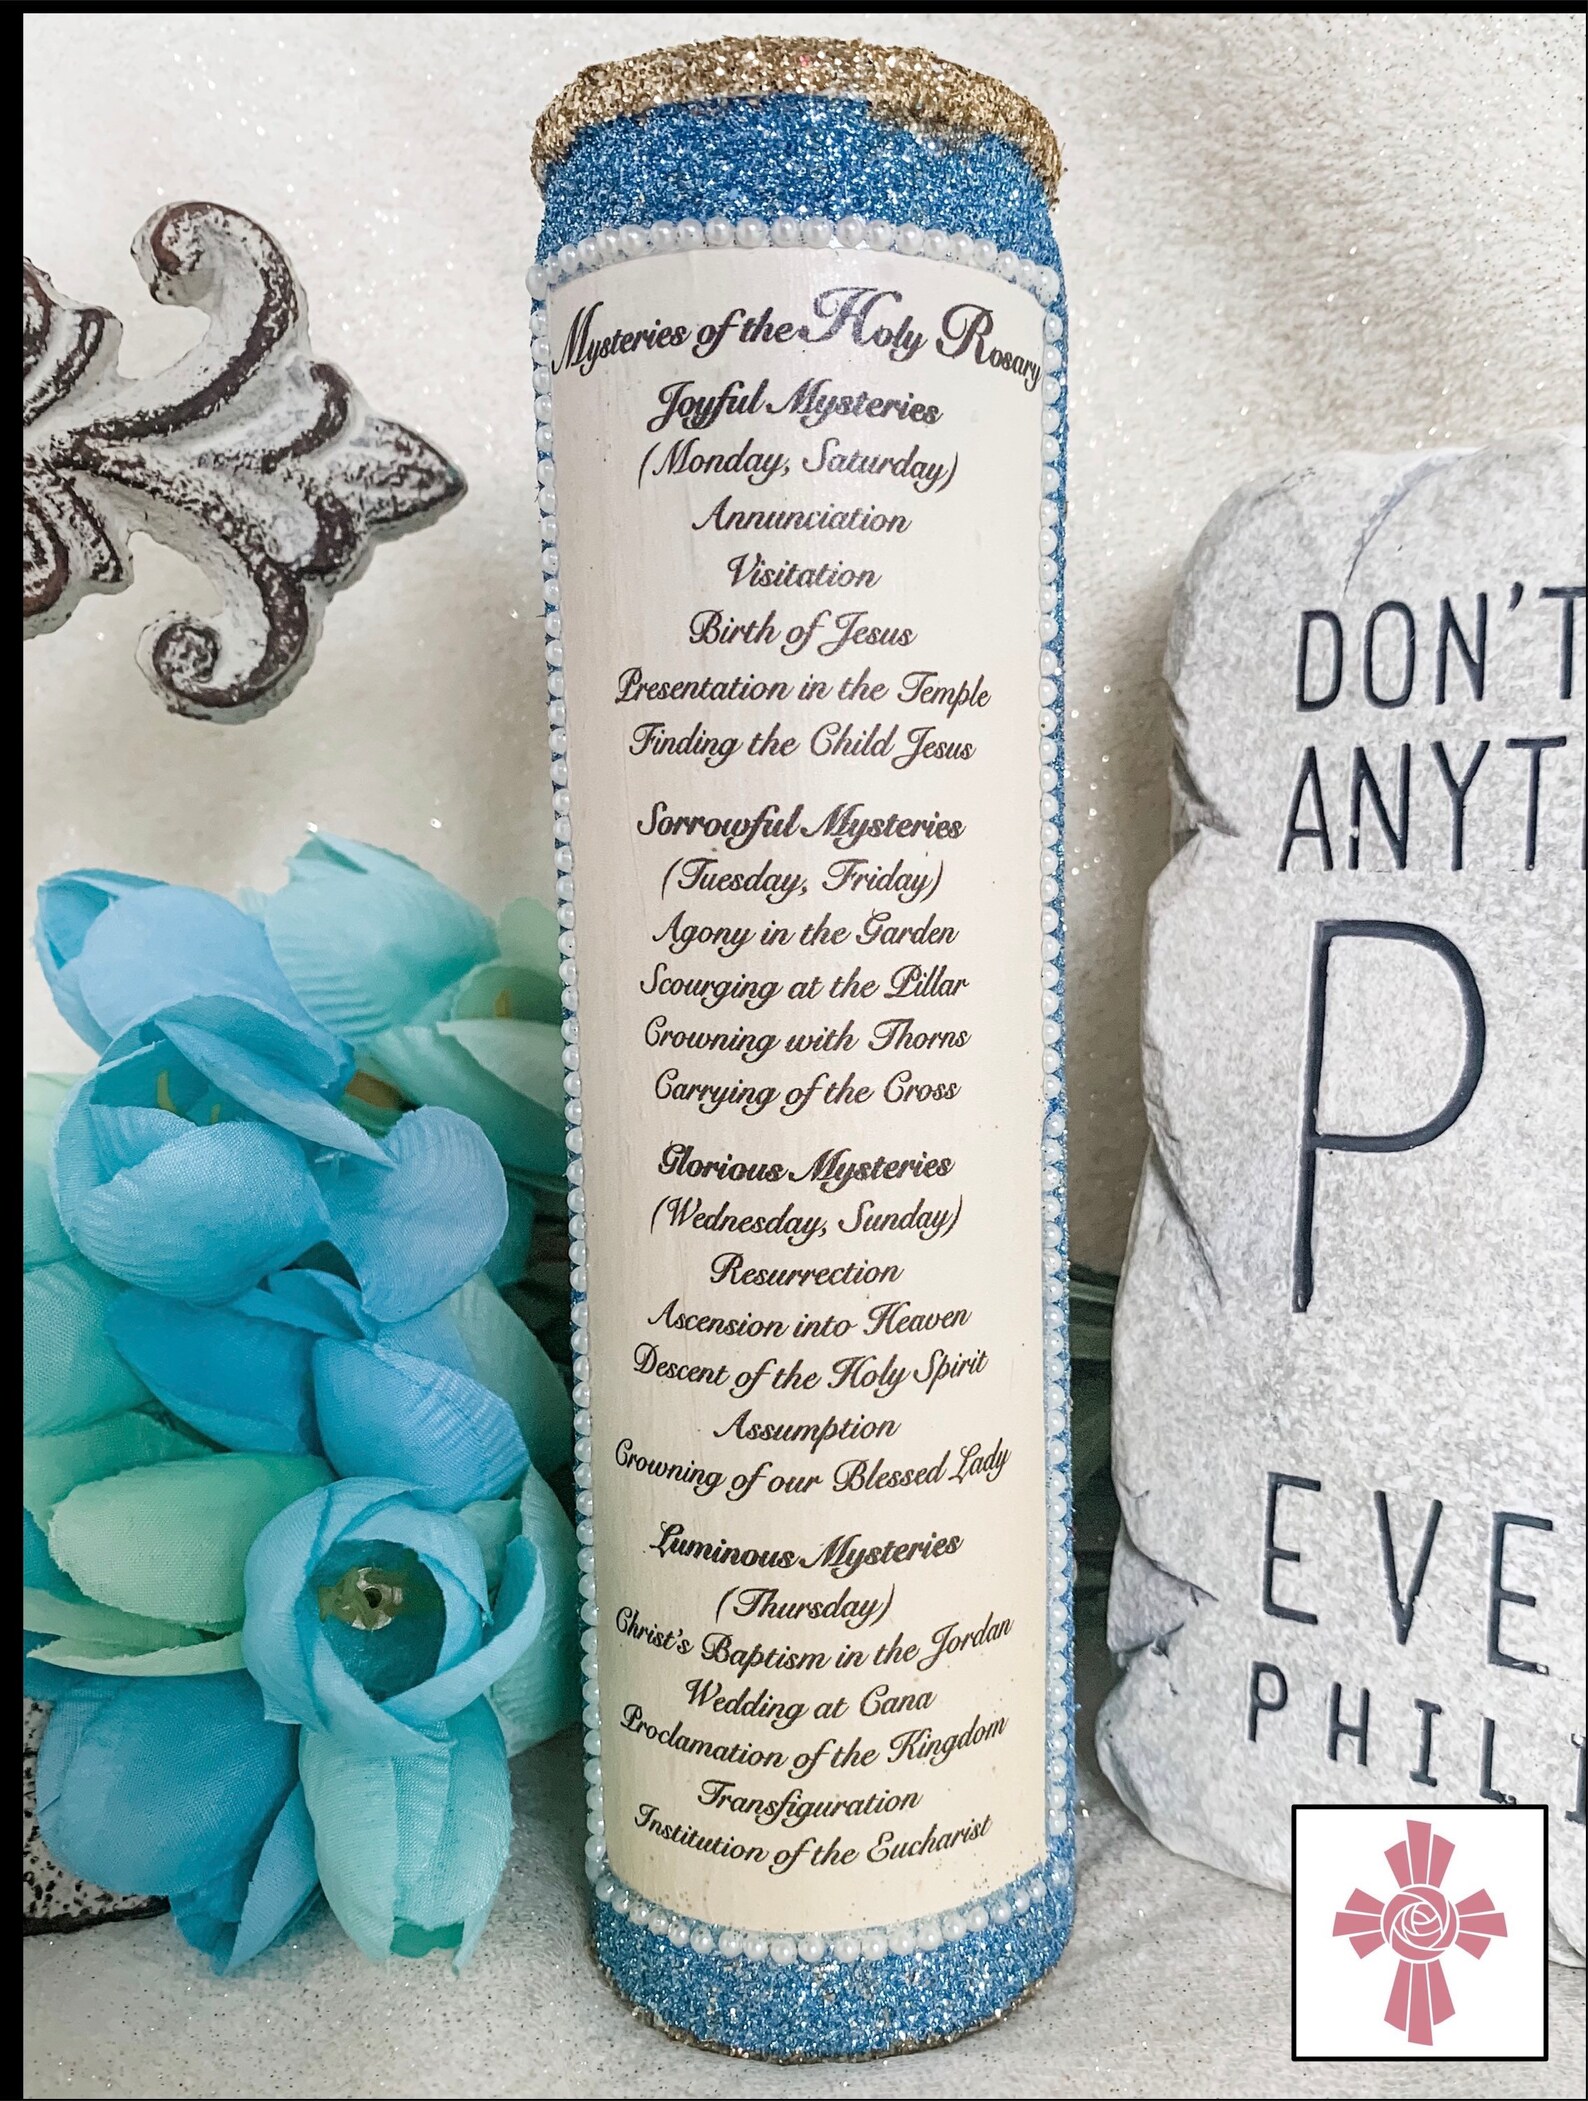 Mysteries of the Holy Rosary
Joyful Mysteries
(Monday, Saturday)
Annunciation
Visitation
Birth of Jesus
Presentation in the Temple
Finding the Child Jesus
Sorrowful Mysteries
(Tuesday, Friday)
Agony in the Garden
Scourging at the Pillar
Crowning with Thorns
Carrying of the Cross
Glorious Mysteries
(Wednesday, Sunday)
Resurrection
Ascension into Heaven
Descent of the Holy Spirit
Assumption
Crowning of our Blessed Lady
Luminous Mysteries
(Thursday)
Christ's Baptism in the Jordan
Wedding at Cana
Proclamation of the Kingdom
Transfiguration
Institution of the Eucharist
DON'T
ANYT
P
EVE
PHIL